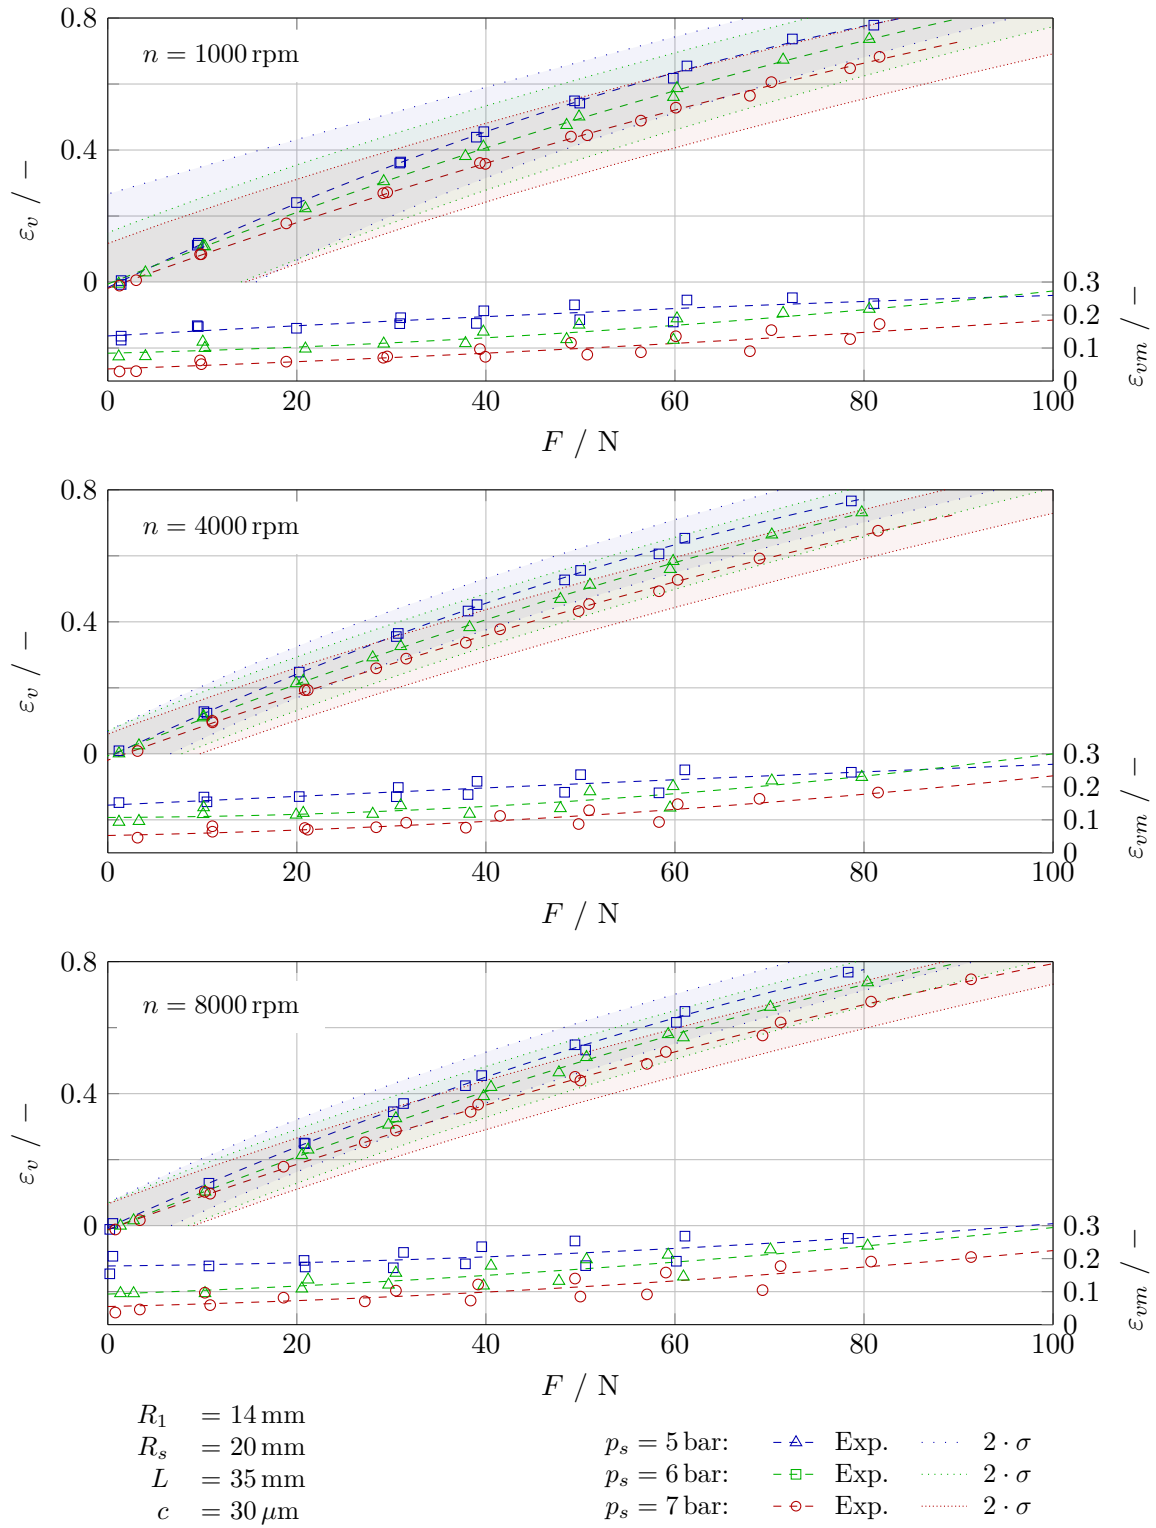 0.8
n = 1000 rpm
0.4
ε_v / −
0
0.3
0.2
0.1
0
ε_vm / −
0 20 40 60 80 100
F / N
0.8
n = 4000 rpm
0.4
ε_v / −
0
0.3
0.2
0.1
0
ε_vm / −
0 20 40 60 80 100
F / N
0.8
n = 8000 rpm
0.4
ε_v / −
0
0.3
0.2
0.1
0
ε_vm / −
0 20 40 60 80 100
F / N
R_1 = 14 mm
R_s = 20 mm
L = 35 mm
c = 30 μm
p_s = 5 bar: Exp. 2 · σ
p_s = 6 bar: Exp. 2 · σ
p_s = 7 bar: Exp. 2 · σ